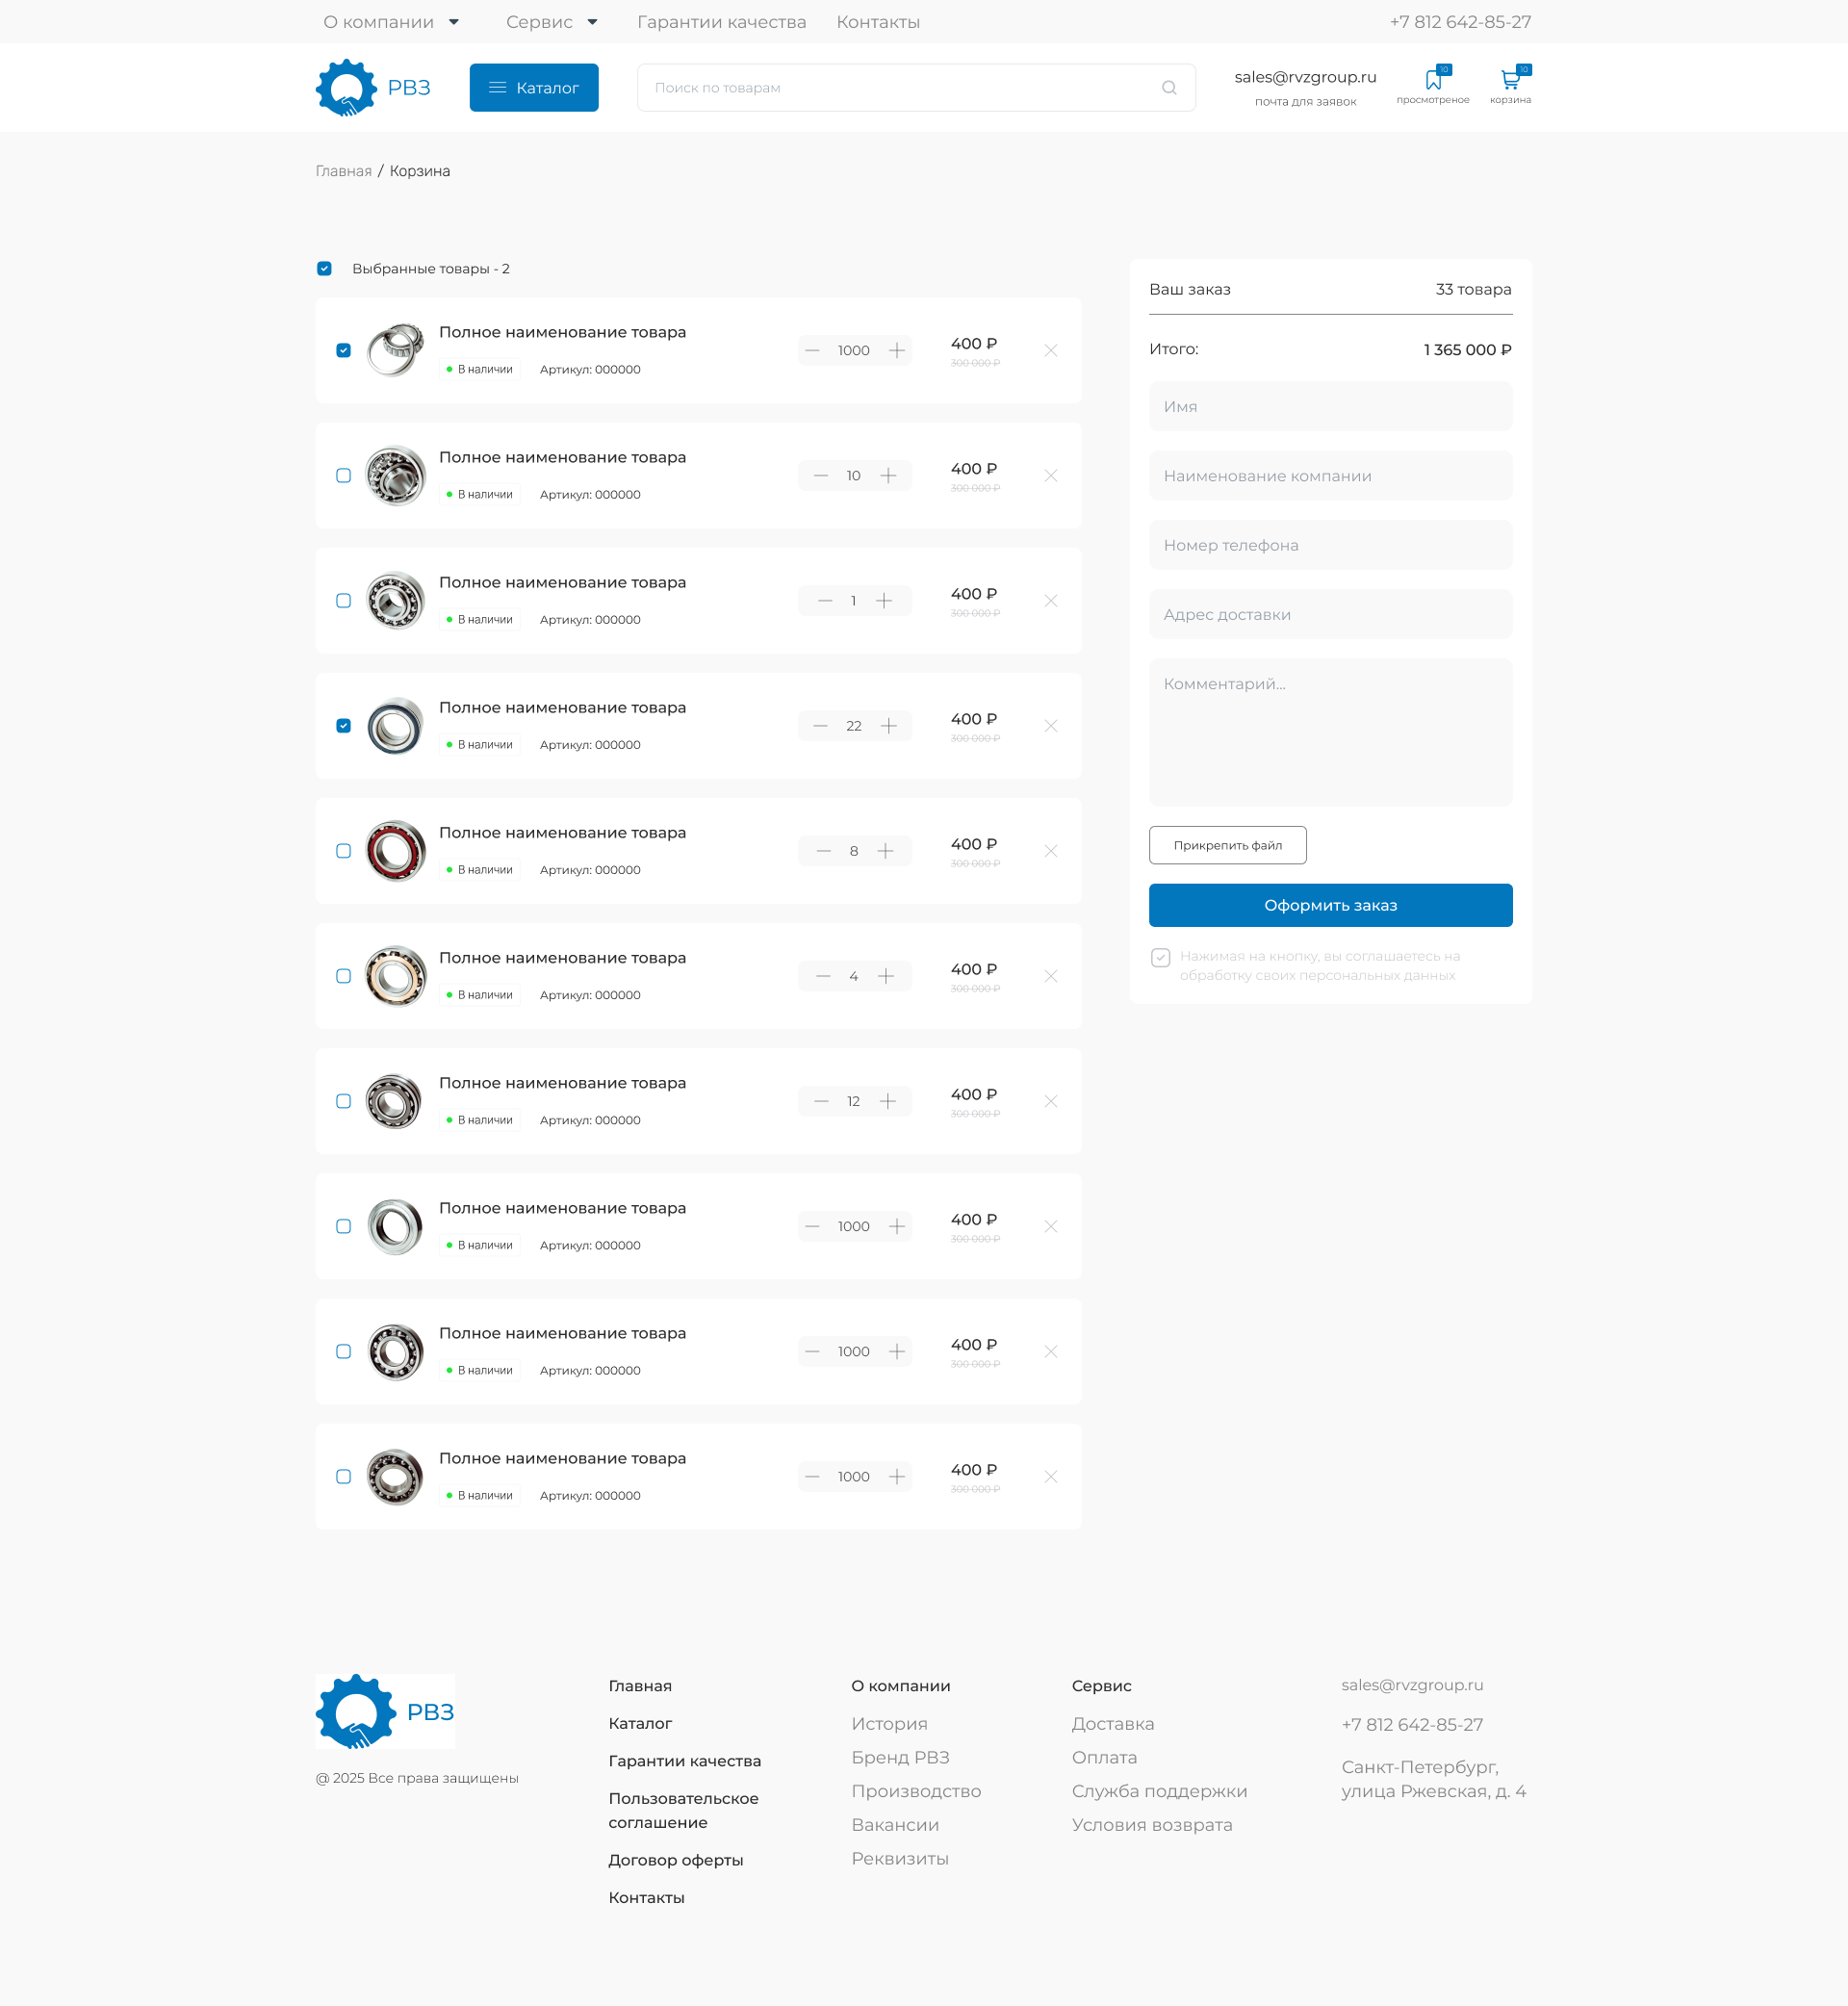 О компании
Сервис
Гарантии качества
Контакты
+7 812 642-85-27
РВЗ
Каталог
Поиск по товарам
sales@rvzgroup.ru
почта для заявок
10
просмотреное
10
корзина
Главная / Корзина
Выбранные товары - 2
Полное наименование товара
В наличии
Артикул: 000000
1000
400 ₽
300 000 ₽
Полное наименование товара
В наличии
Артикул: 000000
10
400 ₽
300 000 ₽
Полное наименование товара
В наличии
Артикул: 000000
1
400 ₽
300 000 ₽
Полное наименование товара
В наличии
Артикул: 000000
22
400 ₽
300 000 ₽
Полное наименование товара
В наличии
Артикул: 000000
8
400 ₽
300 000 ₽
Полное наименование товара
В наличии
Артикул: 000000
4
400 ₽
300 000 ₽
Полное наименование товара
В наличии
Артикул: 000000
12
400 ₽
300 000 ₽
Полное наименование товара
В наличии
Артикул: 000000
1000
400 ₽
300 000 ₽
Полное наименование товара
В наличии
Артикул: 000000
1000
400 ₽
300 000 ₽
Полное наименование товара
В наличии
Артикул: 000000
1000
400 ₽
300 000 ₽
Ваш заказ
33 товара
Итого:
1 365 000 ₽
Имя
Наименование компании
Номер телефона
Адрес доставки
Комментарий...
Прикрепить файл
Оформить заказ
Нажимая на кнопку, вы соглашаетесь на
обработку своих персональных данных
РВЗ
@ 2025 Все права защищены
Главная
Каталог
Гарантии качества
Пользовательское
соглашение
Договор оферты
Контакты
О компании
История
Бренд РВЗ
Производство
Вакансии
Реквизиты
Сервис
Доставка
Оплата
Служба поддержки
Условия возврата
sales@rvzgroup.ru
+7 812 642-85-27
Санкт-Петербург,
улица Ржевская, д. 4